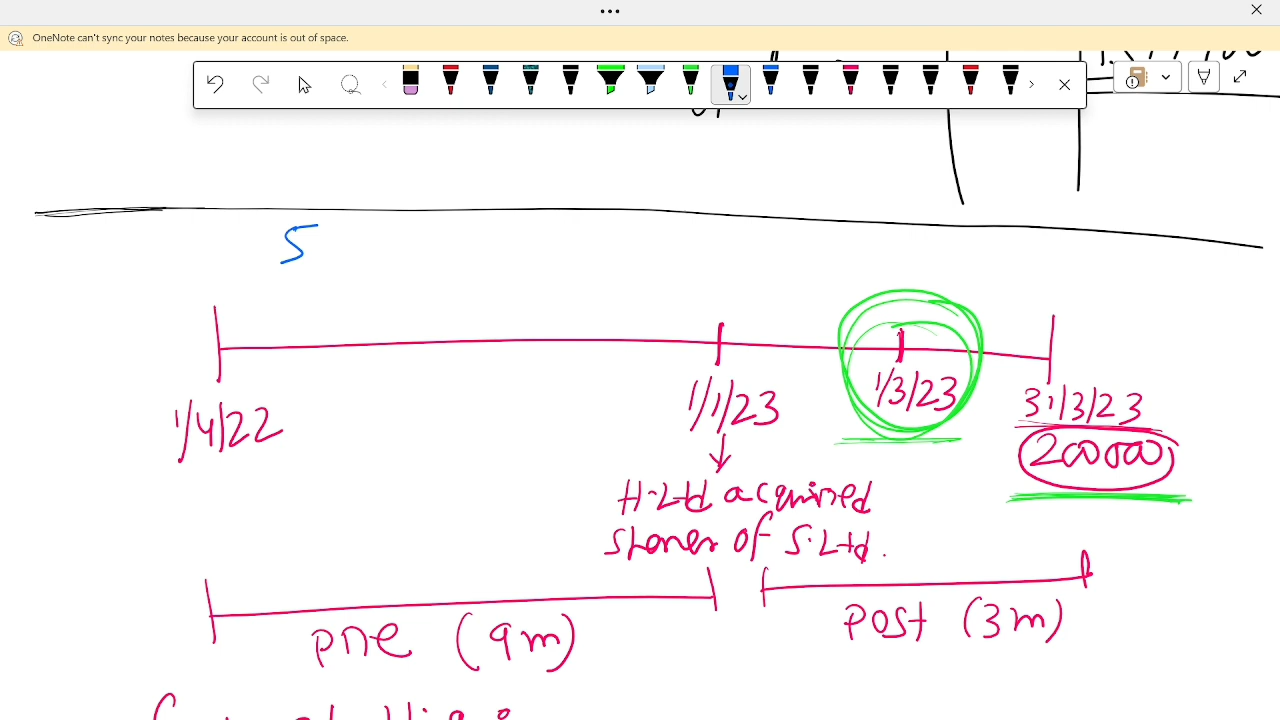 OneNote can't sync your notes because your account is out of space.
S
1/4/22
1/1/23
1/3/23
31/3/23
200000
H.Ltd acquired
shares of S.Ltd.
pre (9m)
post (3m)